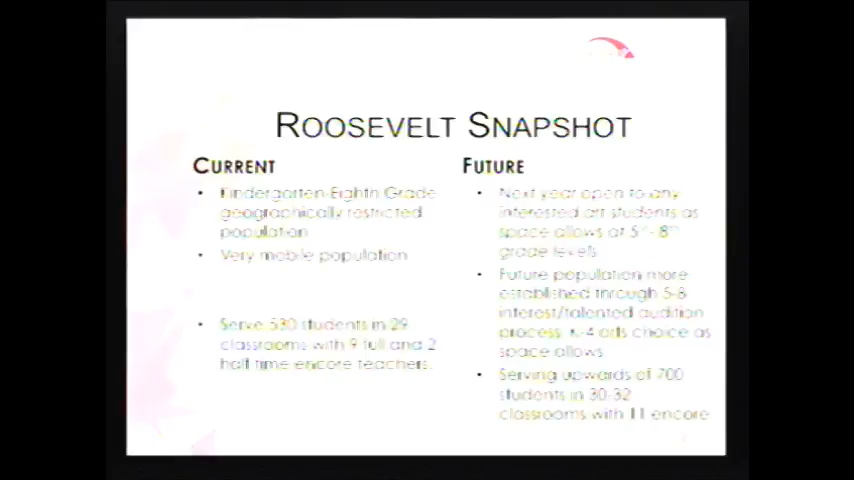 ROOSEVELT SNAPSHOT
CURRENT
• Kindergarten-Eighth Grade
geographically restricted
population
• Very mobile population
• Serve 530 students in 29
classrooms with 9 full and 2
half time encore teachers.
FUTURE
• Next year open to any
interested art students as
space allows at 5th- 8th
grade levels
• Future population more
established through 5-8
interest/talented audition
process, K-4 arts choice as
space allows
• Serving upwards of 700
students in 30-32
classrooms with 11 encore